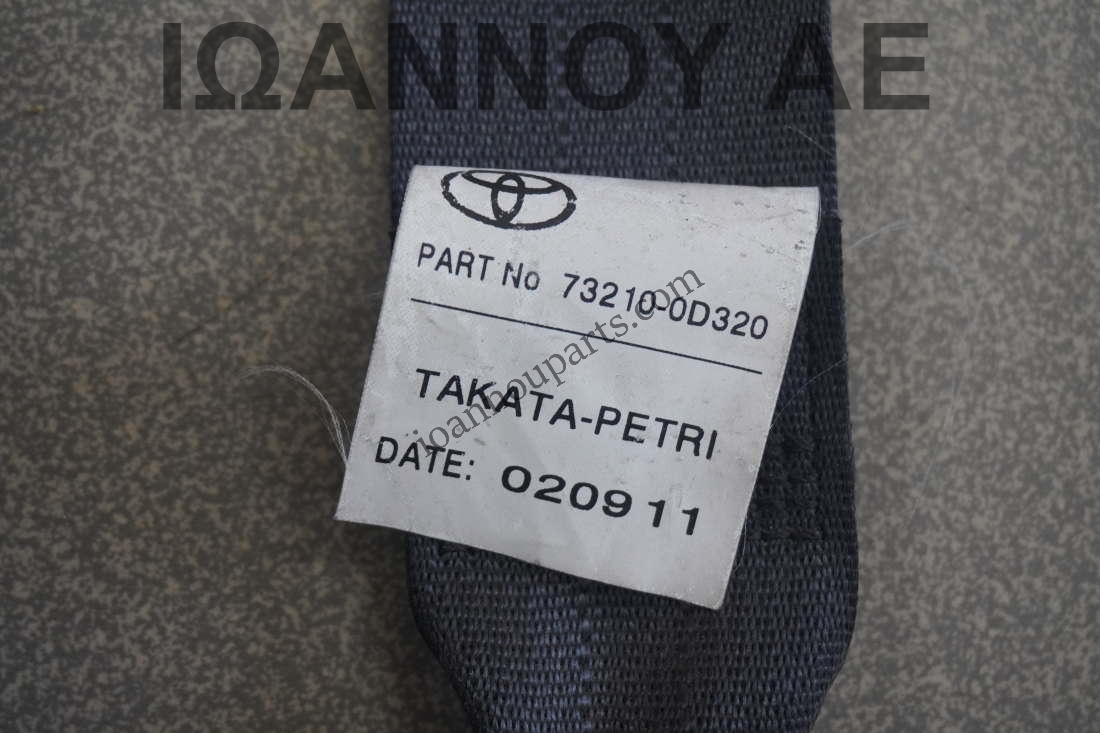 ΙΩΑΝΝΟΥ ΑΕ
PART No 73210-0D320
TAKATA-PETRI
DATE: 020911
ioannouparts.com